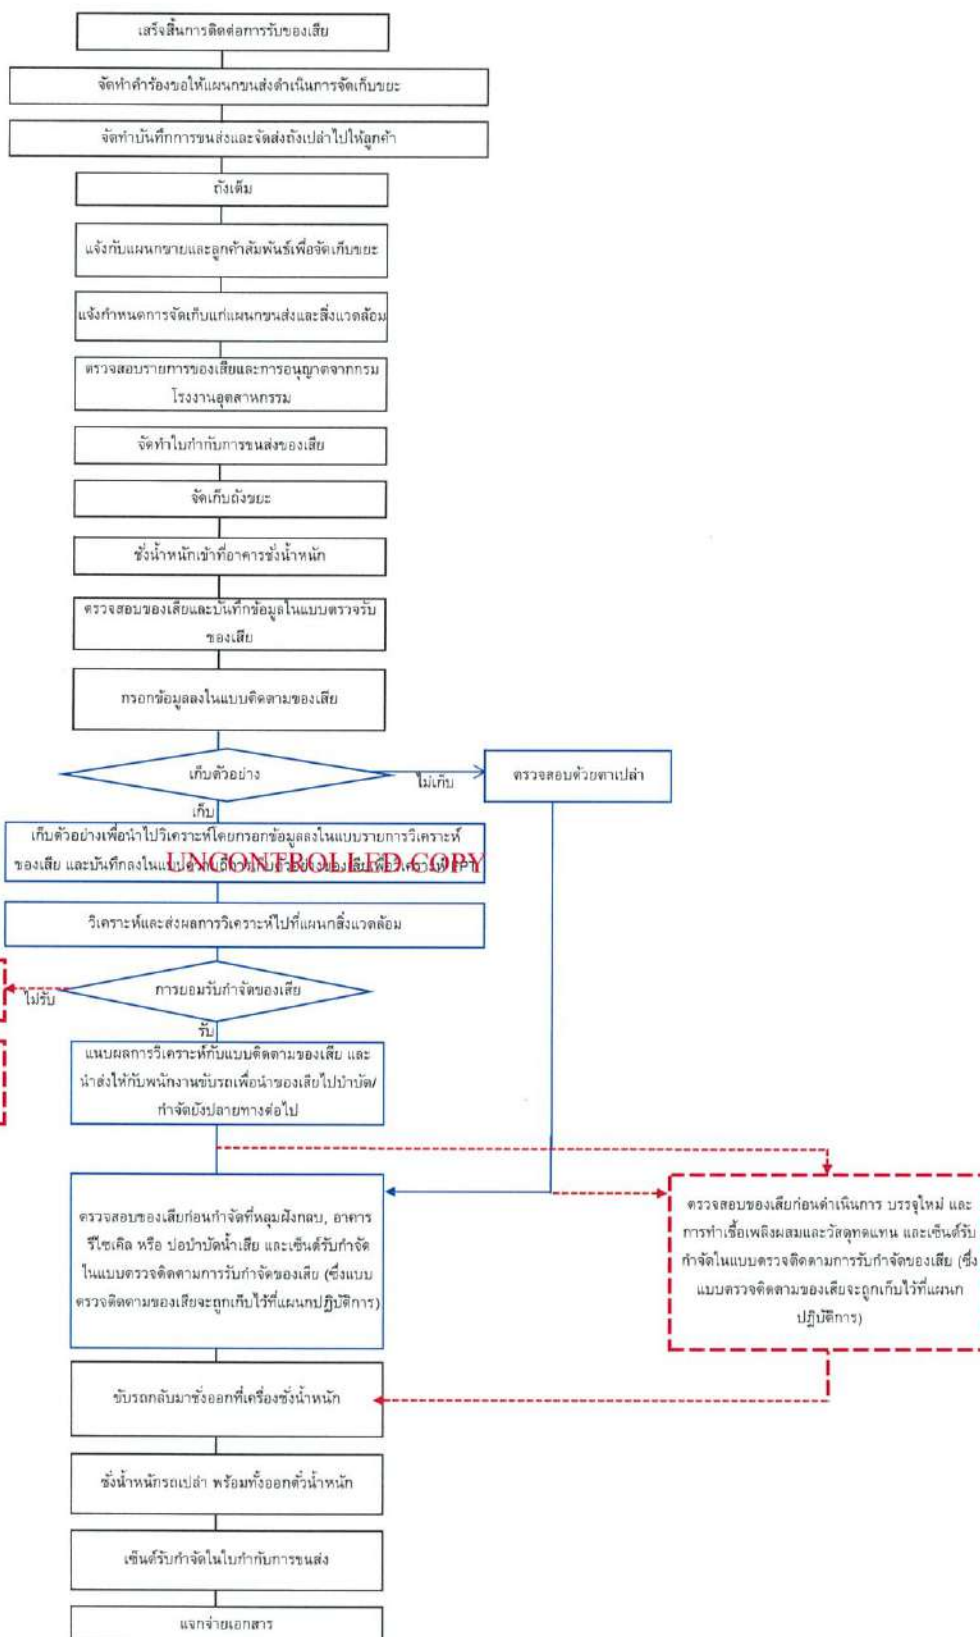 เสร็จสิ้นการติดต่อการรับของเสีย
จัดทำคำร้องขอให้แผนกขนส่งดำเนินการจัดเก็บขยะ
จัดทำบันทึกการขนส่งและจัดส่งถังเปล่าไปให้ลูกค้า
ถังเต็ม
แจ้งกับแผนกขายและลูกค้าสัมพันธ์เพื่อจัดเก็บขยะ
แจ้งกำหนดการจัดเก็บแก่แผนกขนส่งและสิ่งแวดล้อม
ตรวจสอบรายการของเสียและการอนุญาตจากกรม
โรงงานอุตสาหกรรม
จัดทำใบกำกับการขนส่งของเสีย
จัดเก็บถังขยะ
ชั่งน้ำหนักเข้าที่อาคารชั่งน้ำหนัก
ตรวจสอบของเสียและบันทึกข้อมูลในแบบตรวจรับ
ของเสีย
กรอกข้อมูลลงในแบบติดตามของเสีย
เก็บตัวอย่าง
ไม่เก็บ
ตรวจสอบด้วยตาเปล่า
เก็บ
เก็บตัวอย่างเพื่อนำไปวิเคราะห์โดยกรอกข้อมูลลงในแบบรายการวิเคราะห์
ของเสีย และบันทึกลงในแบบ
UNCONTROLLED COPY
วิเคราะห์และส่งผลการวิเคราะห์ไปที่แผนกสิ่งแวดล้อม
การยอมรับกำจัดของเสีย
ไม่รับ
รับ
แนบผลการวิเคราะห์กับแบบติดตามของเสีย และ
นำส่งให้กับพนักงานขับรถเพื่อนำของเสียไปบำบัด/
กำจัดยังปลายทางต่อไป
ตรวจสอบของเสียก่อนกำจัดที่หลุมฝังกลบ, อาคาร
รีไซเคิล หรือ บ่อบำบัดน้ำเสีย และเซ็นต์รับกำจัด
ในแบบตรวจติดตามการรับกำจัดของเสีย (ซึ่งแบบ
ตรวจติดตามของเสียจะถูกเก็บไว้ที่แผนกปฏิบัติการ)
ตรวจสอบของเสียก่อนดำเนินการ บรรจุใหม่ และ
การทำเชื้อเพลิงผสมและวัสดุทดแทน และเซ็นต์รับ
กำจัดในแบบตรวจติดตามการรับกำจัดของเสีย (ซึ่ง
แบบตรวจติดตามของเสียจะถูกเก็บไว้ที่แผนก
ปฏิบัติการ)
ขับรถกลับมาชั่งออกที่เครื่องชั่งน้ำหนัก
ชั่งน้ำหนักรถเปล่า พร้อมทั้งออกตั๋วน้ำหนัก
เซ็นต์รับกำจัดในใบกำกับการขนส่ง
แจกจ่ายเอกสาร